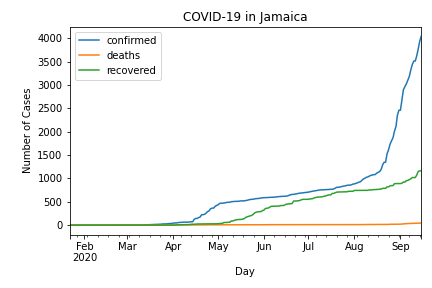 COVID-19 in Jamaica
confirmed
deaths
recovered
4000
3500
3000
2500
2000
1500
1000
500
0
Number of Cases
Feb Mar Apr May Jun Jul Aug Sep
2020
Day